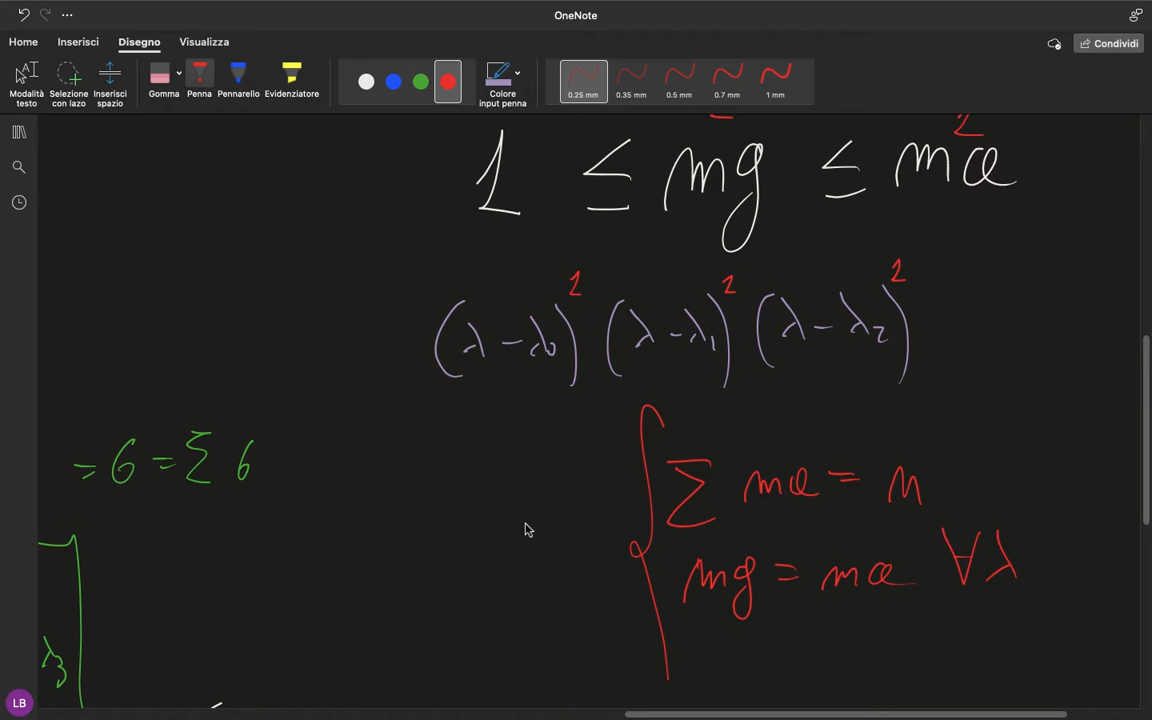 OneNote
Home Inserisci Disegno Visualizza
Condividi
Modalità testo
Selezione con lazo
Inserisci spazio
Gomma
Penna
Pennarello
Evidenziatore
Colore input penna
0.25 mm
0.35 mm
0.5 mm
0.7 mm
1 mm
1 ≤ mg ≤ ma
(λ − λ₀)² (λ − λ₁)² (λ − λ₂)²
= 6 = Σ 6
Σ ma = n
mg = ma ∀λ
λ₃
LB